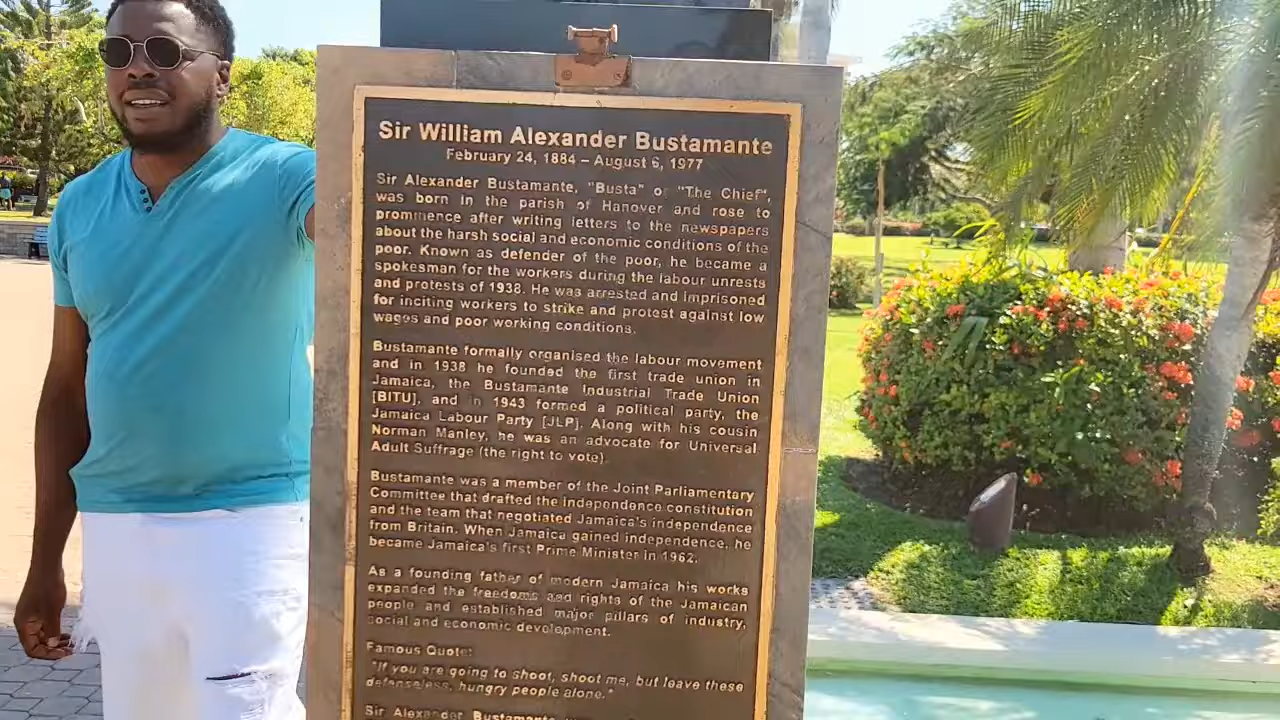 Sir William Alexander Bustamante
February 24, 1884 – August 6, 1977
Sir Alexander Bustamante, "Busta" or "The Chief",
was born in the parish of Hanover and rose to
prominence after writing letters to the newspapers
about the harsh social and economic conditions of the
poor. Known as defender of the poor, he became a
spokesman for the workers during the labour unrests
and protests of 1938. He was arrested and imprisoned
for inciting workers to strike and protest against low
wages and poor working conditions.
Bustamante formally organised the labour movement
and in 1938 he founded the first trade union in
Jamaica, the Bustamante Industrial Trade Union
[BITU], and in 1943 formed a political party, the
Jamaica Labour Party [JLP]. Along with his cousin
Norman Manley, he was an advocate for Universal
Adult Suffrage (the right to vote).
Bustamante was a member of the Joint Parliamentary
Committee that drafted the independence constitution
and the team that negotiated Jamaica's independence
from Britain. When Jamaica gained independence, he
became Jamaica's first Prime Minister in 1962.
As a founding father of modern Jamaica his works
expanded the freedoms and rights of the Jamaican
people and established major pillars of industry,
social and economic development.
Famous Quote:
"If you are going to shoot, shoot me, but leave these
defenseless, hungry people alone."
Sir Alexander Bustamante